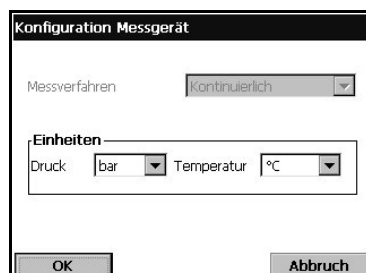 Konfiguration Messgerät
Messverfahren Kontinuierlich
Einheiten
Druck bar Temperatur °C
OK Abbruch